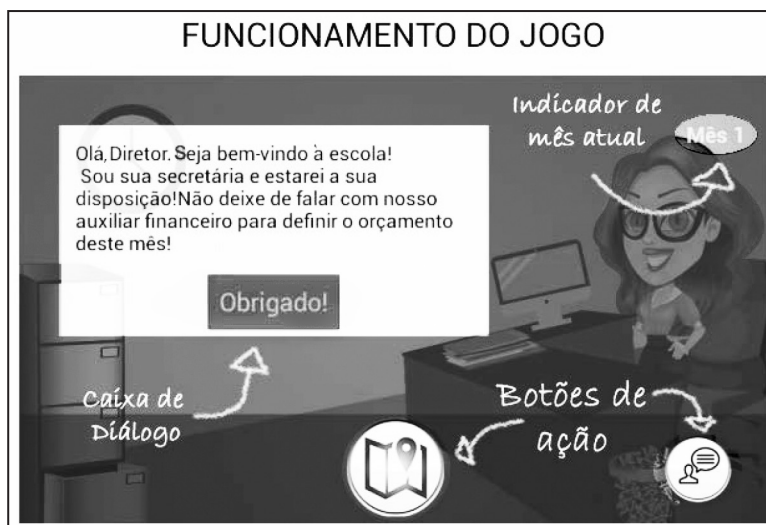 FUNCIONAMENTO DO JOGO
Indicador de
mês atual
Mês 1
Olá, Diretor. Seja bem-vindo à escola!
Sou sua secretária e estarei a sua
disposição!Não deixe de falar com nosso
auxiliar financeiro para definir o orçamento
deste mês!
Obrigado!
Caixa de
Diálogo
Botões de
ação